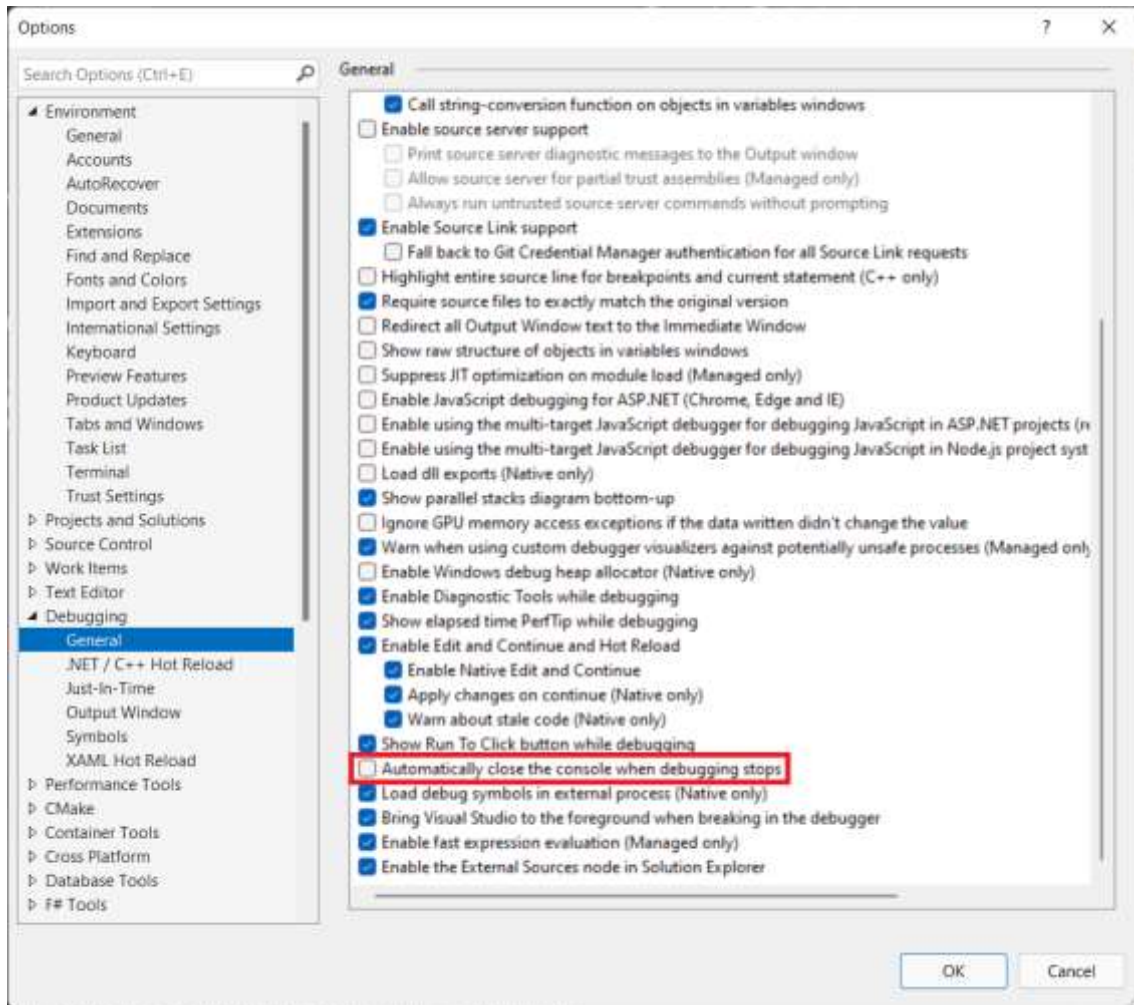 Options
?
Search Options (Ctrl+E)
Environment
General
Accounts
AutoRecover
Documents
Extensions
Find and Replace
Fonts and Colors
Import and Export Settings
International Settings
Keyboard
Preview Features
Product Updates
Tabs and Windows
Task List
Terminal
Trust Settings
Projects and Solutions
Source Control
Work Items
Text Editor
Debugging
General
.NET / C++ Hot Reload
Just-In-Time
Output Window
Symbols
XAML Hot Reload
Performance Tools
CMake
Container Tools
Cross Platform
Database Tools
F# Tools
General
Call string-conversion function on objects in variables windows
Enable source server support
Print source server diagnostic messages to the Output window
Allow source server for partial trust assemblies (Managed only)
Always run untrusted source server commands without prompting
Enable Source Link support
Fall back to Git Credential Manager authentication for all Source Link requests
Highlight entire source line for breakpoints and current statement (C++ only)
Require source files to exactly match the original version
Redirect all Output Window text to the Immediate Window
Show raw structure of objects in variables windows
Suppress JIT optimization on module load (Managed only)
Enable JavaScript debugging for ASP.NET (Chrome, Edge and IE)
Enable using the multi-target JavaScript debugger for debugging JavaScript in ASP.NET projects (re
Enable using the multi-target JavaScript debugger for debugging JavaScript in Node.js project syst
Load dll exports (Native only)
Show parallel stacks diagram bottom-up
Ignore GPU memory access exceptions if the data written didn't change the value
Warn when using custom debugger visualizers against potentially unsafe processes (Managed only
Enable Windows debug heap allocator (Native only)
Enable Diagnostic Tools while debugging
Show elapsed time PerfTip while debugging
Enable Edit and Continue and Hot Reload
Enable Native Edit and Continue
Apply changes on continue (Native only)
Warn about stale code (Native only)
Show Run To Click button while debugging
Automatically close the console when debugging stops
Load debug symbols in external process (Native only)
Bring Visual Studio to the foreground when breaking in the debugger
Enable fast expression evaluation (Managed only)
Enable the External Sources node in Solution Explorer
OK
Cancel